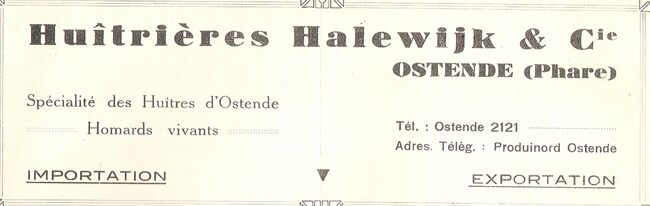 Huîtrières Halewijk & Cie
OSTENDE (Phare)
Spécialité des Huîtres d'Ostende
Homards vivants
IMPORTATION
Tél. : Ostende 2121
Adres. Télég. : Produinord Ostende
EXPORTATION